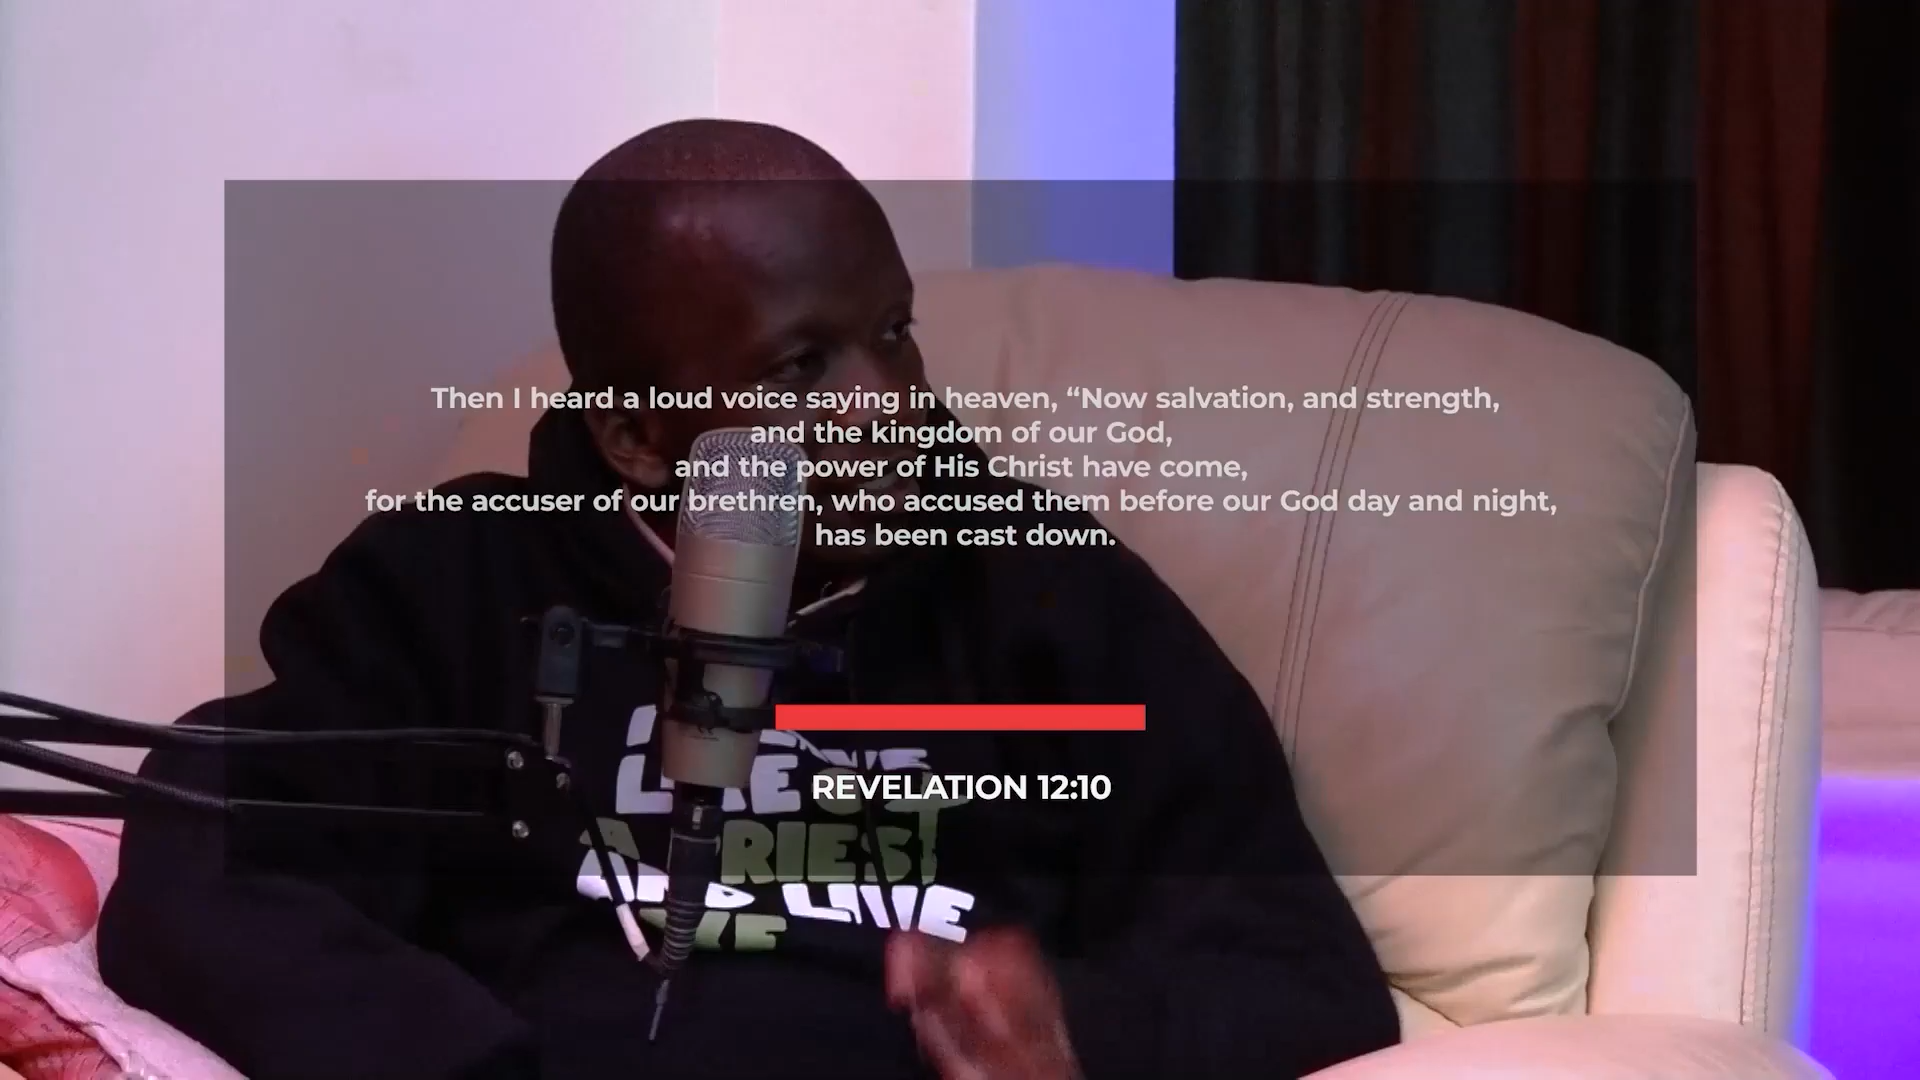 Then I heard a loud voice saying in heaven, “Now salvation, and strength,
and the kingdom of our God,
and the power of His Christ have come,
for the accuser of our brethren, who accused them before our God day and night,
has been cast down.
REVELATION 12:10
AND LIVE